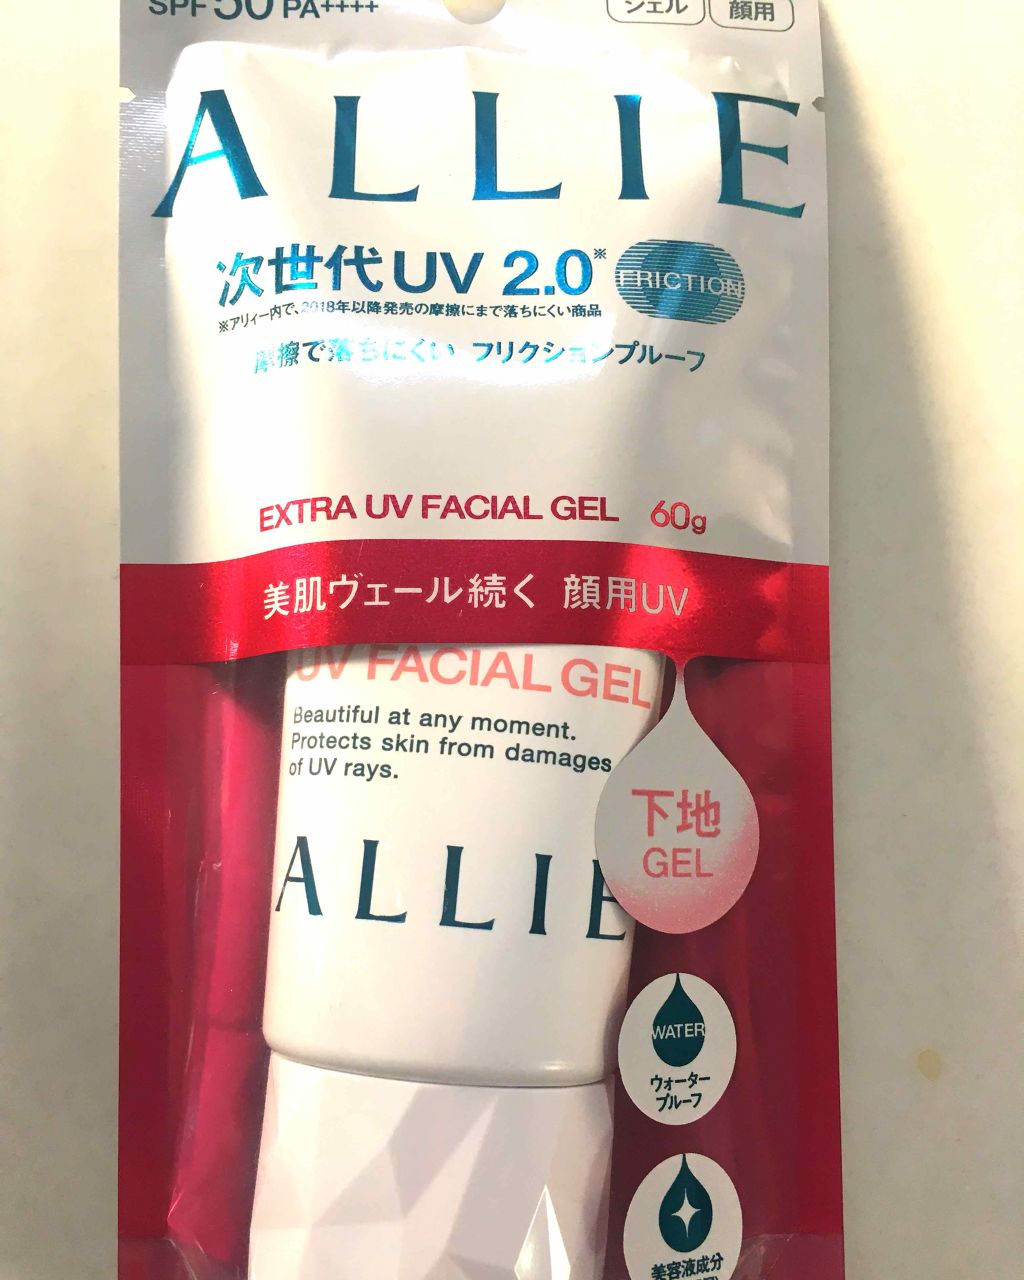 SPF50 PA++++
ジェル 顔用
ALLIE
次世代UV 2.0※
FRICTION
※アリィー内で、2018年以降発売の摩擦にまで落ちにくい商品
摩擦で落ちにくい フリクションプルーフ
EXTRA UV FACIAL GEL 60g
美肌ヴェール続く 顔用UV
UV FACIAL GEL
Beautiful at any moment.
Protects skin from damages
of UV rays.
下地
GEL
ALLIE
WATER
ウォーター
プルーフ
美容液成分